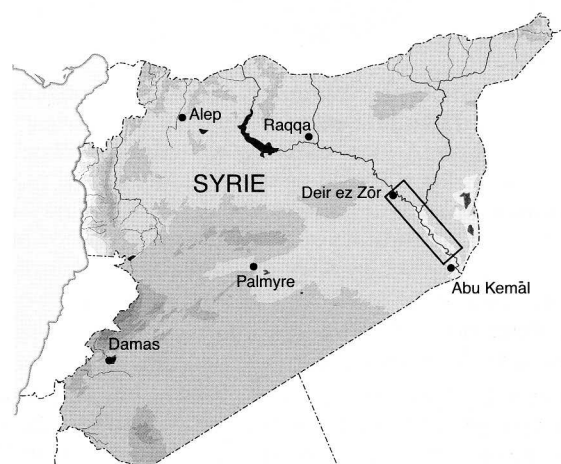 Alep
Raqqa
SYRIE
Deir ez Zōr
Palmyre
Abu Kemāl
Damas